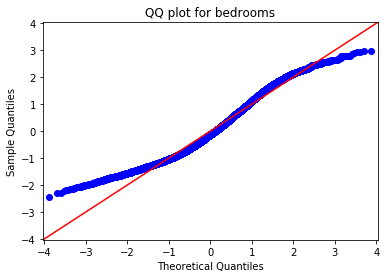 QQ plot for bedrooms
4
3
2
1
0
-1
-2
-3
-4
Sample Quantiles
-4 -3 -2 -1 0 1 2 3 4
Theoretical Quantiles